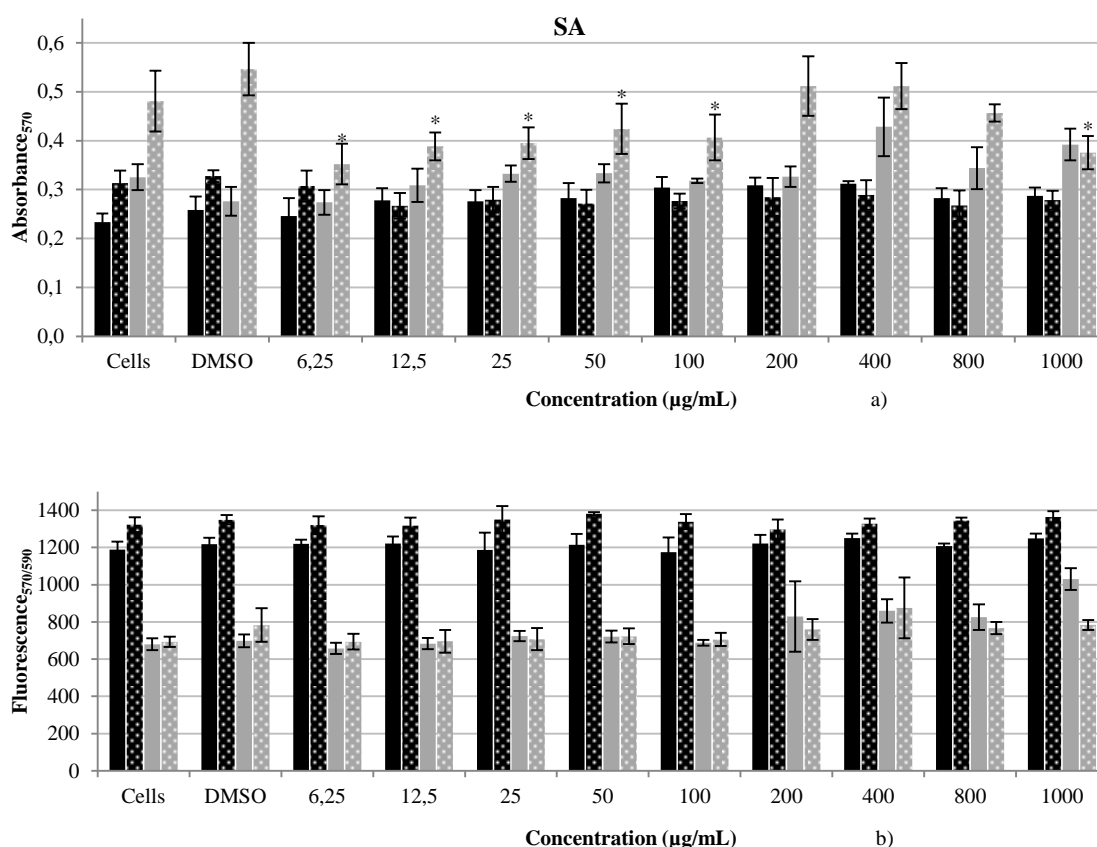 SA
Absorbance570
0,6
0,5
0,4
0,3
0,2
0,1
0,0
* * * * * *
Cells DMSO 6,25 12,5 25 50 100 200 400 800 1000
Concentration (µg/mL) a)
Fluorescence570/590
1400
1200
1000
800
600
400
200
0
Cells DMSO 6,25 12,5 25 50 100 200 400 800 1000
Concentration (µg/mL) b)